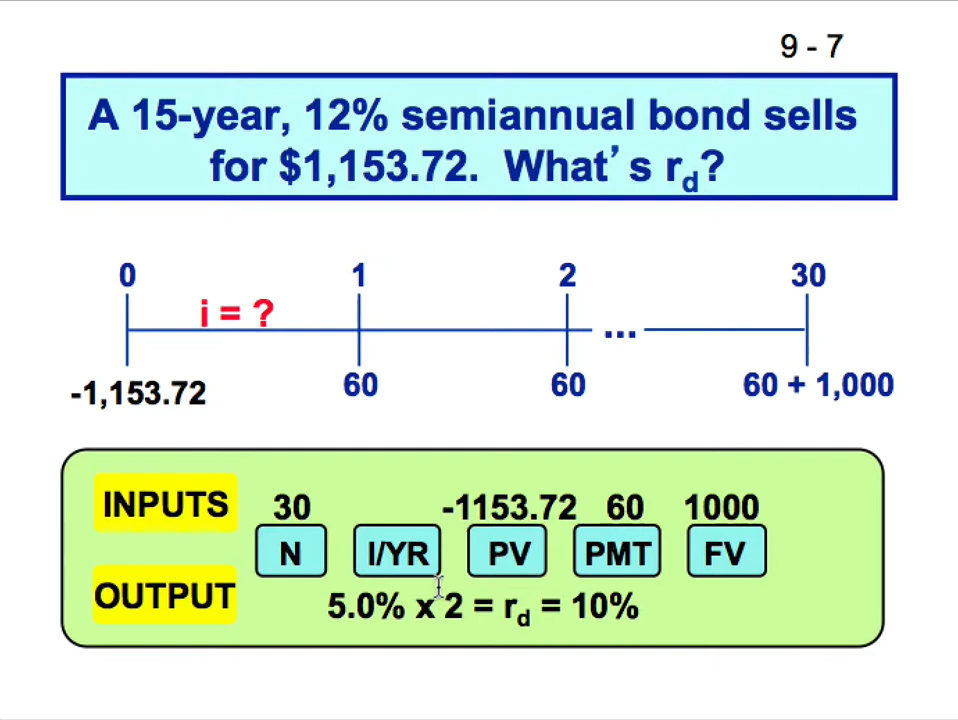 9 - 7
A 15-year, 12% semiannual bond sells
for $1,153.72. What’s rd?
0 1 2 30
i = ?
...
-1,153.72 60 60 60 + 1,000
INPUTS 30 -1153.72 60 1000
N I/YR PV PMT FV
OUTPUT 5.0% x 2 = rd = 10%